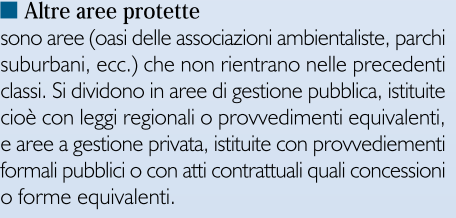 Altre aree protette
sono aree (oasi delle associazioni ambientaliste, parchi
suburbani, ecc.) che non rientrano nelle precedenti
classi. Si dividono in aree di gestione pubblica, istituite
cioè con leggi regionali o provvedimenti equivalenti,
e aree a gestione privata, istituite con provvediementi
formali pubblici o con atti contrattuali quali concessioni
o forme equivalenti.